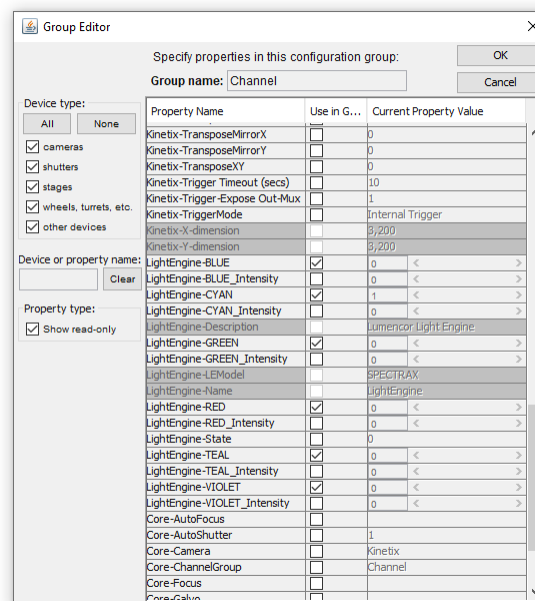 Group Editor
Specify properties in this configuration group:
OK
Group name: Channel
Cancel
Device type:
All None
cameras
shutters
stages
wheels, turrets, etc.
other devices
Device or property name:
Clear
Property type:
Show read-only
Property Name Use in G... Current Property Value
Kinetix-TransposeMirrorX 0
Kinetix-TransposeMirrorY 0
Kinetix-TransposeXY 0
Kinetix-Trigger Timeout (secs) 10
Kinetix-Trigger-Expose Out-Mux 1
Kinetix-TriggerMode Internal Trigger
Kinetix-X-dimension 3,200
Kinetix-Y-dimension 3,200
LightEngine-BLUE 0
LightEngine-BLUE_Intensity 0
LightEngine-CYAN 1
LightEngine-CYAN_Intensity 0
LightEngine-Description Lumencor Light Engine
LightEngine-GREEN 0
LightEngine-GREEN_Intensity 0
LightEngine-LEModel SPECTRAX
LightEngine-Name LightEngine
LightEngine-RED 0
LightEngine-RED_Intensity 0
LightEngine-State 0
LightEngine-TEAL 0
LightEngine-TEAL_Intensity 0
LightEngine-VIOLET 0
LightEngine-VIOLET_Intensity 0
Core-AutoFocus
Core-AutoShutter 1
Core-Camera Kinetix
Core-ChannelGroup Channel
Core-Focus
Core-Galvo